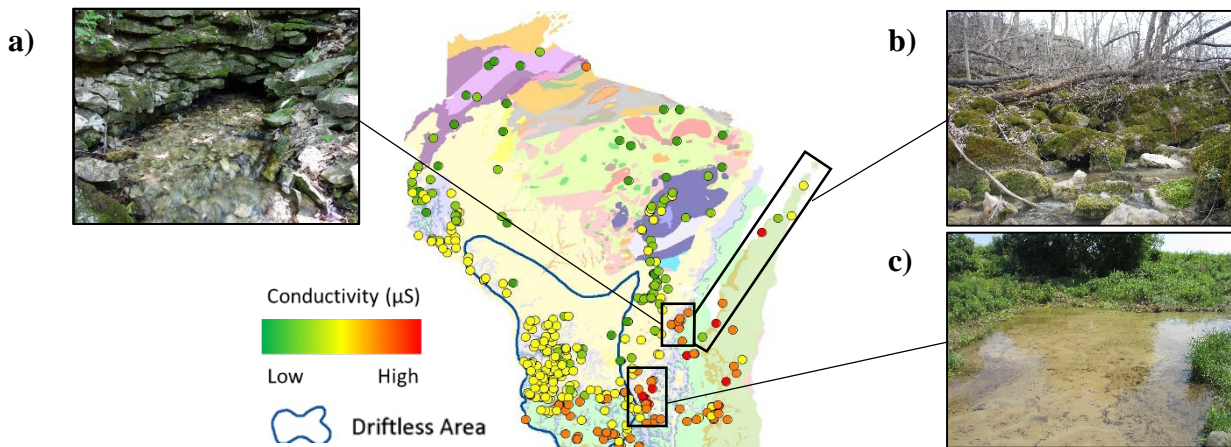 a)
b)
c)
Conductivity (µS)
Low High
Driftless Area